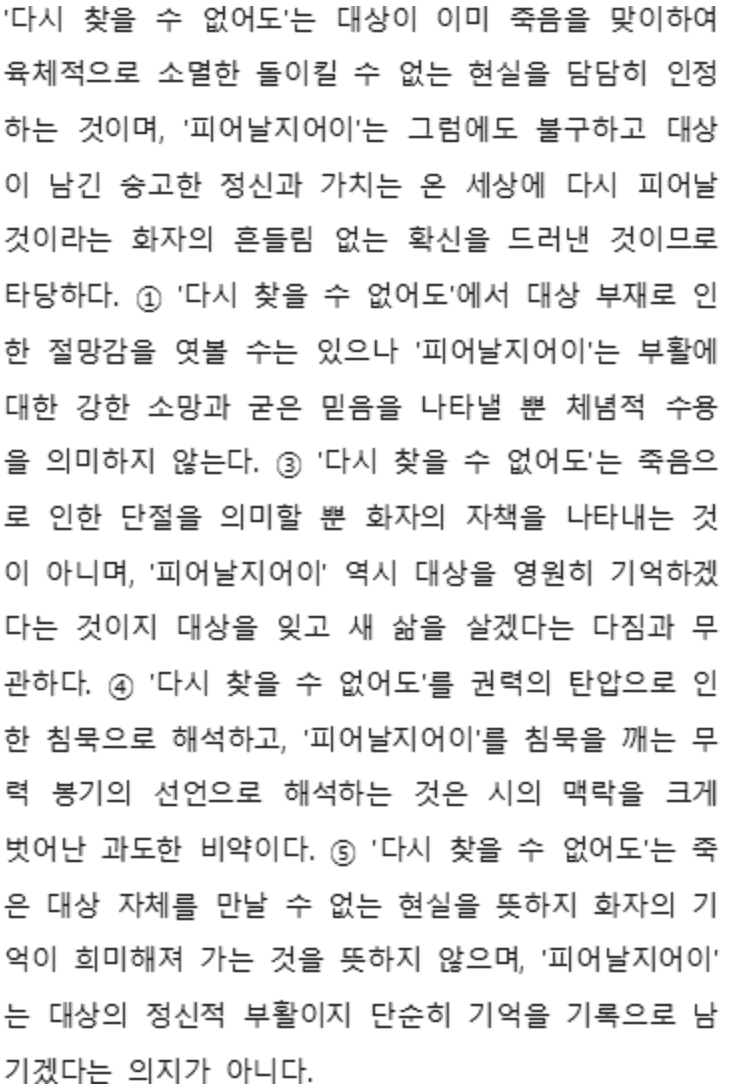 '다시 찾을 수 없어도'는 대상이 이미 죽음을 맞이하여
육체적으로 소멸한 돌이킬 수 없는 현실을 담담히 인정
하는 것이며, '피어날지어이'는 그럼에도 불구하고 대상
이 남긴 숭고한 정신과 가치는 온 세상에 다시 피어날
것이라는 화자의 흔들림 없는 확신을 드러낸 것이므로
타당하다. ① '다시 찾을 수 없어도'에서 대상 부재로 인
한 절망감을 엿볼 수는 있으나 '피어날지어이'는 부활에
대한 강한 소망과 굳은 믿음을 나타낼 뿐 체념적 수용
을 의미하지 않는다. ③ '다시 찾을 수 없어도'는 죽음으
로 인한 단절을 의미할 뿐 화자의 자책을 나타내는 것
이 아니며, '피어날지어이' 역시 대상을 영원히 기억하겠
다는 것이지 대상을 잊고 새 삶을 살겠다는 다짐과 무
관하다. ④ '다시 찾을 수 없어도'를 권력의 탄압으로 인
한 침묵으로 해석하고, '피어날지어이'를 침묵을 깨는 무
력 봉기의 선언으로 해석하는 것은 시의 맥락을 크게
벗어난 과도한 비약이다. ⑤ '다시 찾을 수 없어도'는 죽
은 대상 자체를 만날 수 없는 현실을 뜻하지 화자의 기
억이 희미해져 가는 것을 뜻하지 않으며, '피어날지어이'
는 대상의 정신적 부활이지 단순히 기억을 기록으로 남
기겠다는 의지가 아니다.